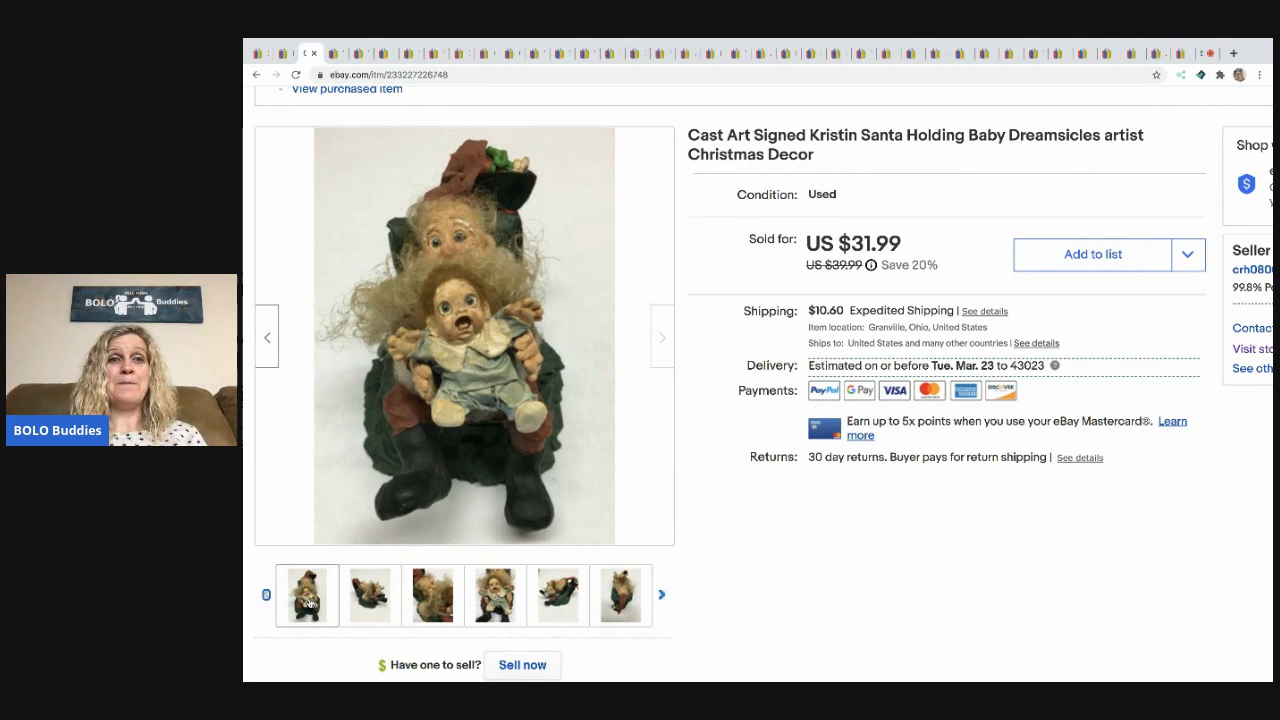 ebay.com/itm/233227226748
View purchased item
Cast Art Signed Kristin Santa Holding Baby Dreamsicles artist
Christmas Decor
Condition: Used
Sold for: US $31.99
US $39.99 Save 20%
Add to list
Shipping: $10.60 Expedited Shipping | See details
Item location: Granville, Ohio, United States
Ships to: United States and many other countries | See details
Delivery: Estimated on or before Tue. Mar. 23 to 43023
Payments: PayPal G Pay VISA
DISCOVER
Earn up to 5x points when you use your eBay Mastercard®. Learn
more
Returns: 30 day returns. Buyer pays for return shipping | See details
Shop
Seller
crh080
99.8%
Visit
See
$ Have one to sell? Sell now
BOLO Buddies
BOLO Buddies